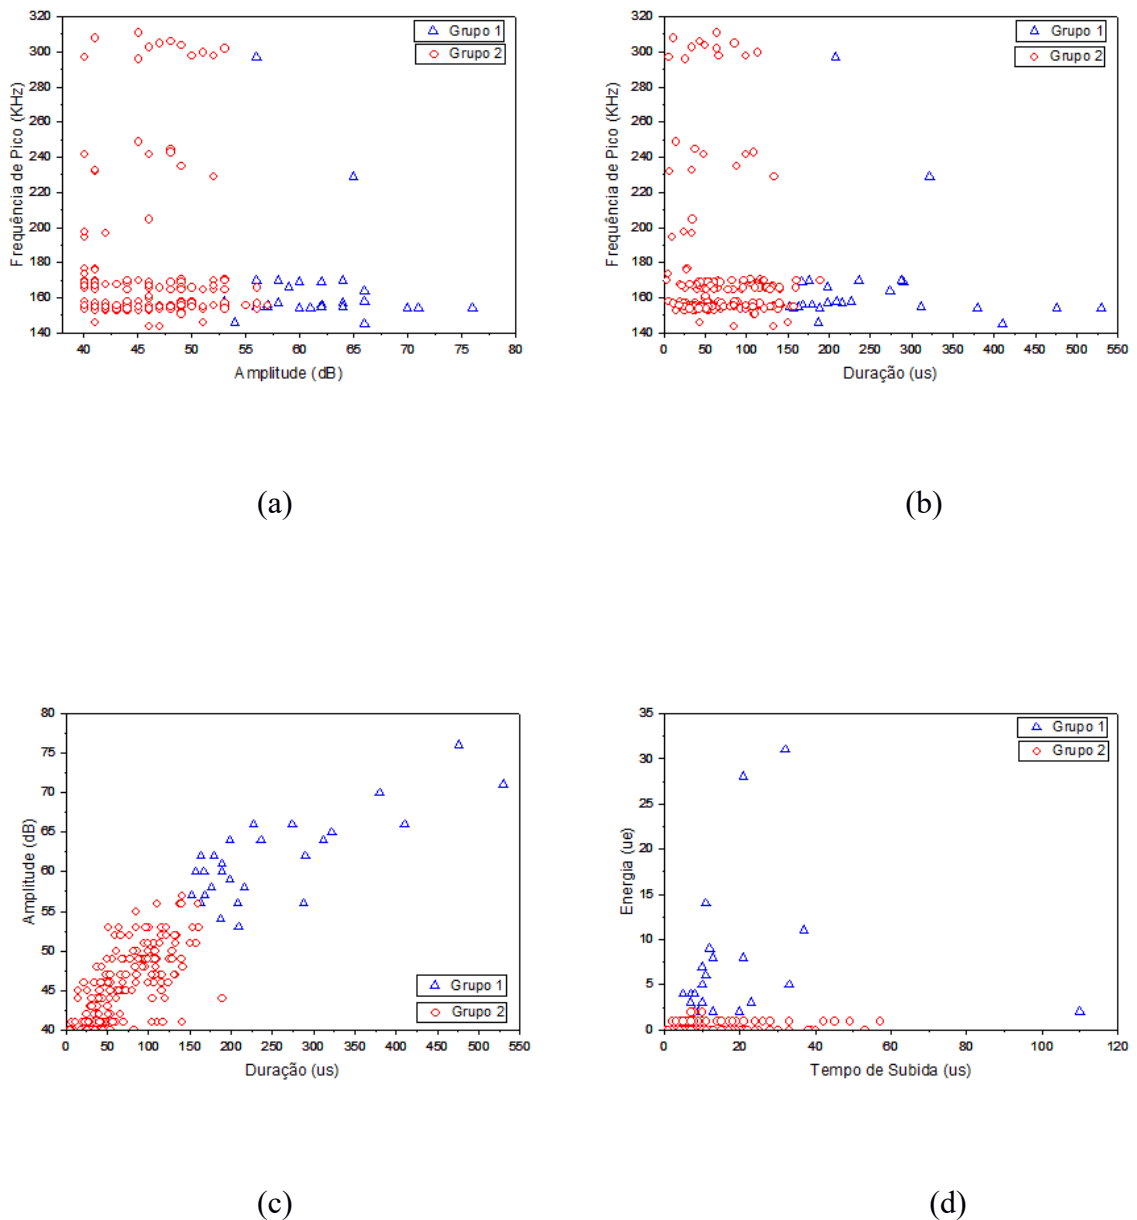 320
300
280
260
240
220
200
180
160
140
Frequência de Pico (KHz)
40 45 50 55 60 65 70 75 80
Amplitude (dB)
Grupo 1
Grupo 2
(a)
320
300
280
260
240
220
200
180
160
140
Frequência de Pico (KHz)
0 50 100 150 200 250 300 350 400 450 500 550
Duração (us)
Grupo 1
Grupo 2
(b)
80
75
70
65
60
55
50
45
40
Amplitude (dB)
0 50 100 150 200 250 300 350 400 450 500 550
Duração (us)
Grupo 1
Grupo 2
(c)
35
30
25
20
15
10
5
0
Energia (ue)
0 20 40 60 80 100 120
Tempo de Subida (us)
Grupo 1
Grupo 2
(d)